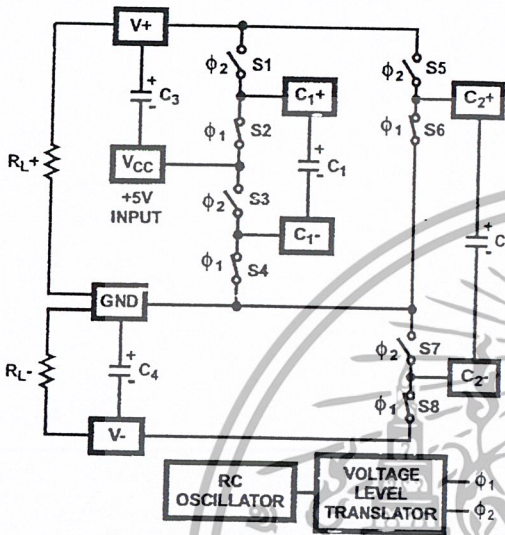 V+
S1
ϕ2
S5
ϕ2
+
C3
-
C1+
C2+
S2
ϕ1
S6
ϕ1
+
C1
-
RL+
VCC
+5V
INPUT
S3
ϕ2
C1-
+
C
-
ϕ1
S4
GND
S7
ϕ2
+
C4
-
RL-
C2-
ϕ1
S8
V-
RC
OSCILLATOR
VOLTAGE
LEVEL
TRANSLATOR
ϕ1
ϕ2